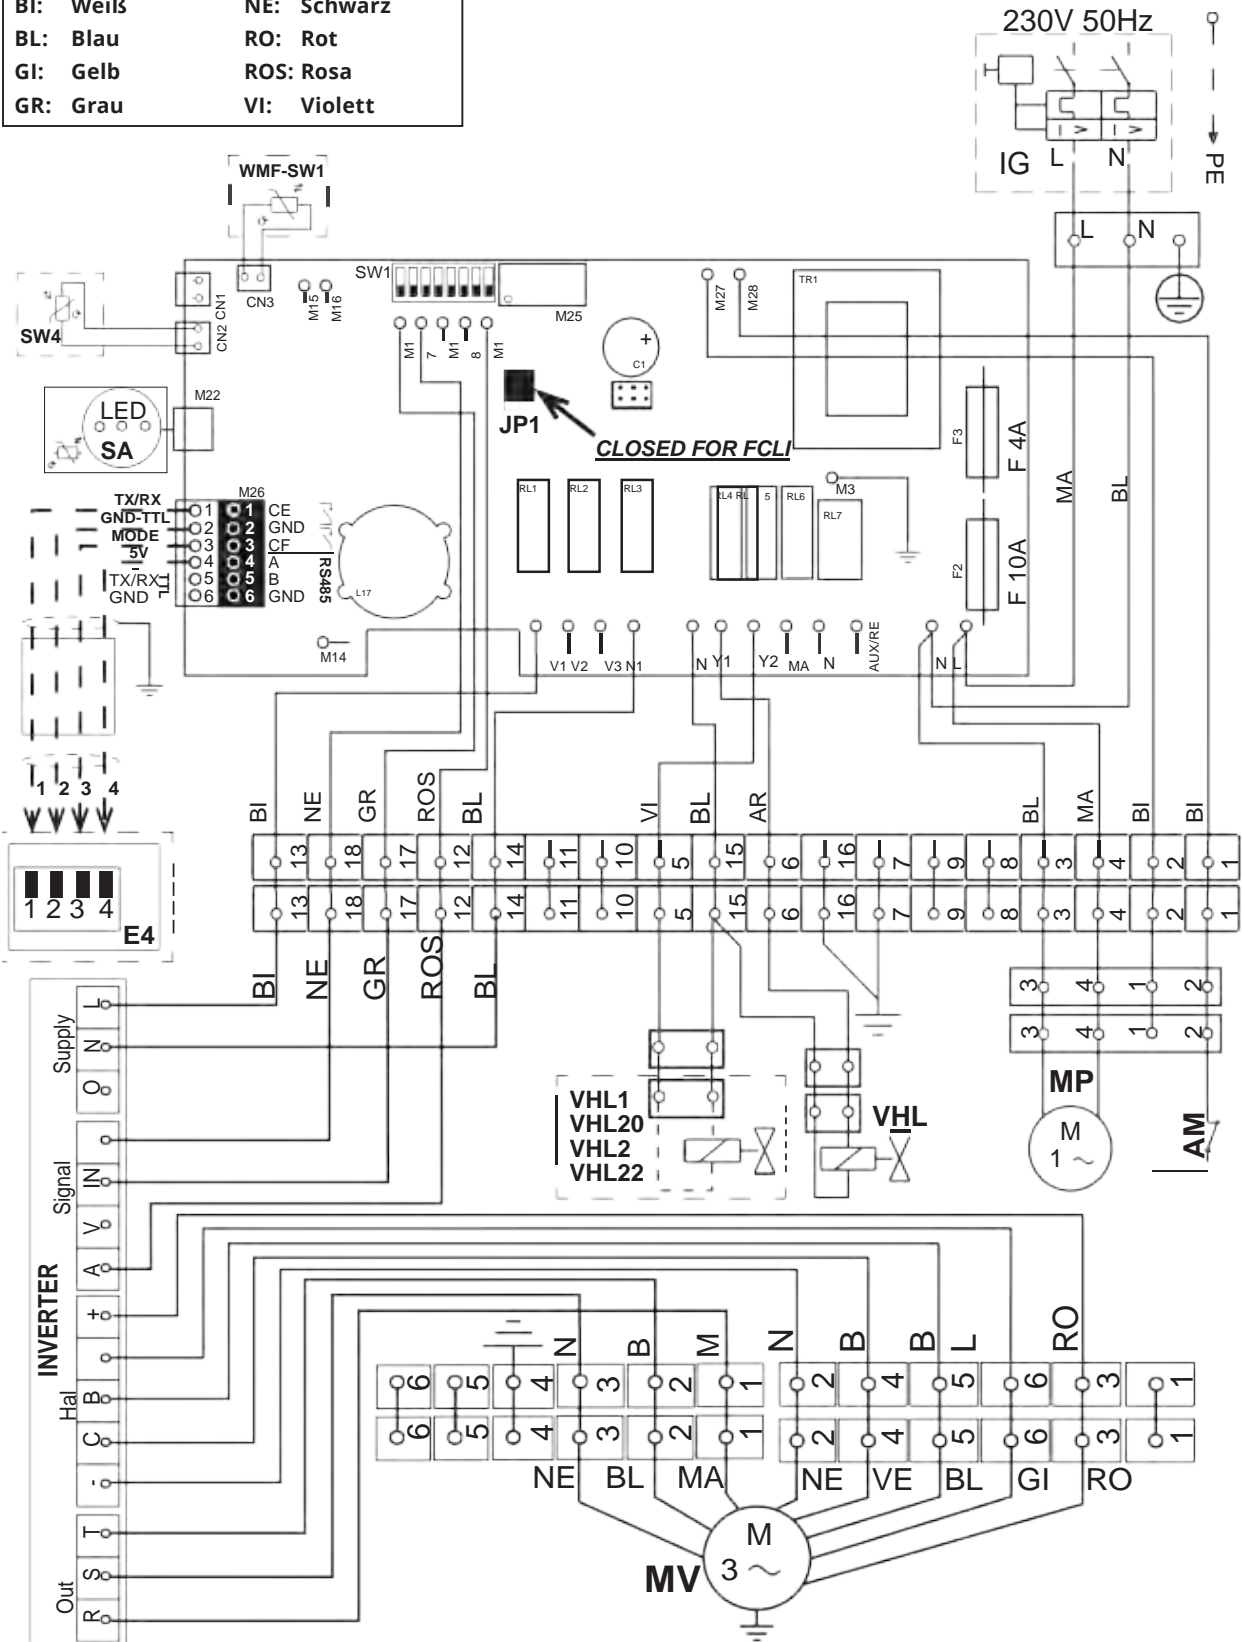 BI: Weiß NE: Schwarz
BL: Blau RO: Rot
GI: Gelb ROS: Rosa
GR: Grau VI: Violett
230V 50Hz
IG L N
PE
L N
WMF-SW1
SW4
CN1
CN2
CN3
M15
M16
SW1
M25
M27
M28
TR1
M1 7 M1 8 M1
C1
JP1
CLOSED FOR FCLI
LED
SA
M22
F3
F 4A
F2
F 10A
MA
BL
TX/RX
GND-TTL
MODE
5V
TX/RX
GND
TTL
M26
1 1 CE
2 2 GND
3 3 CF
4 4 A
5 5 B
6 6 GND
RS485
L17
RL1 RL2 RL3 RL4 RL 5 RL6 RL7
M3
M14
V1 V2 V3 N1 N Y1 Y2 MA N AUX/RE N L
1 2 3 4
1 2 3 4
E4
BI NE GR ROS BL VI BL AR BL MA BI BI
13 18 17 12 14 11 10 5 15 6 16 7 9 8 3 4 2 1
13 18 17 12 14 11 10 5 15 6 16 7 9 8 3 4 2 1
BI NE GR ROS BL
3 4 1 2
3 4 1 2
MP
M
1 ~
AM
VHL1
VHL20
VHL2
VHL22
VHL
INVERTER
Supply
L
N
O
Signal
IN
V
A
+
Hal
B
C
-
Out
T
S
R
N B M N B B L RO
6 5 4 3 2 1 2 4 5 6 3 1
6 5 4 3 2 1 2 4 5 6 3 1
NE BL MA NE VE BL GI RO
M
3 ~
MV